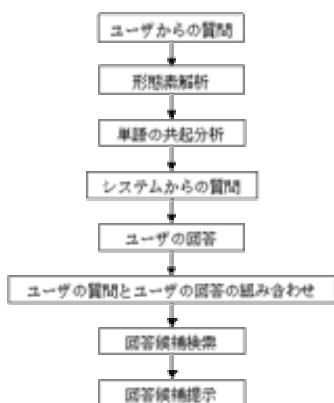 ユーザからの質問
形態素解析
単語の共起分析
システムからの質問
ユーザの回答
ユーザの質問とユーザの回答の組み合わせ
回答候補検索
回答候補提示